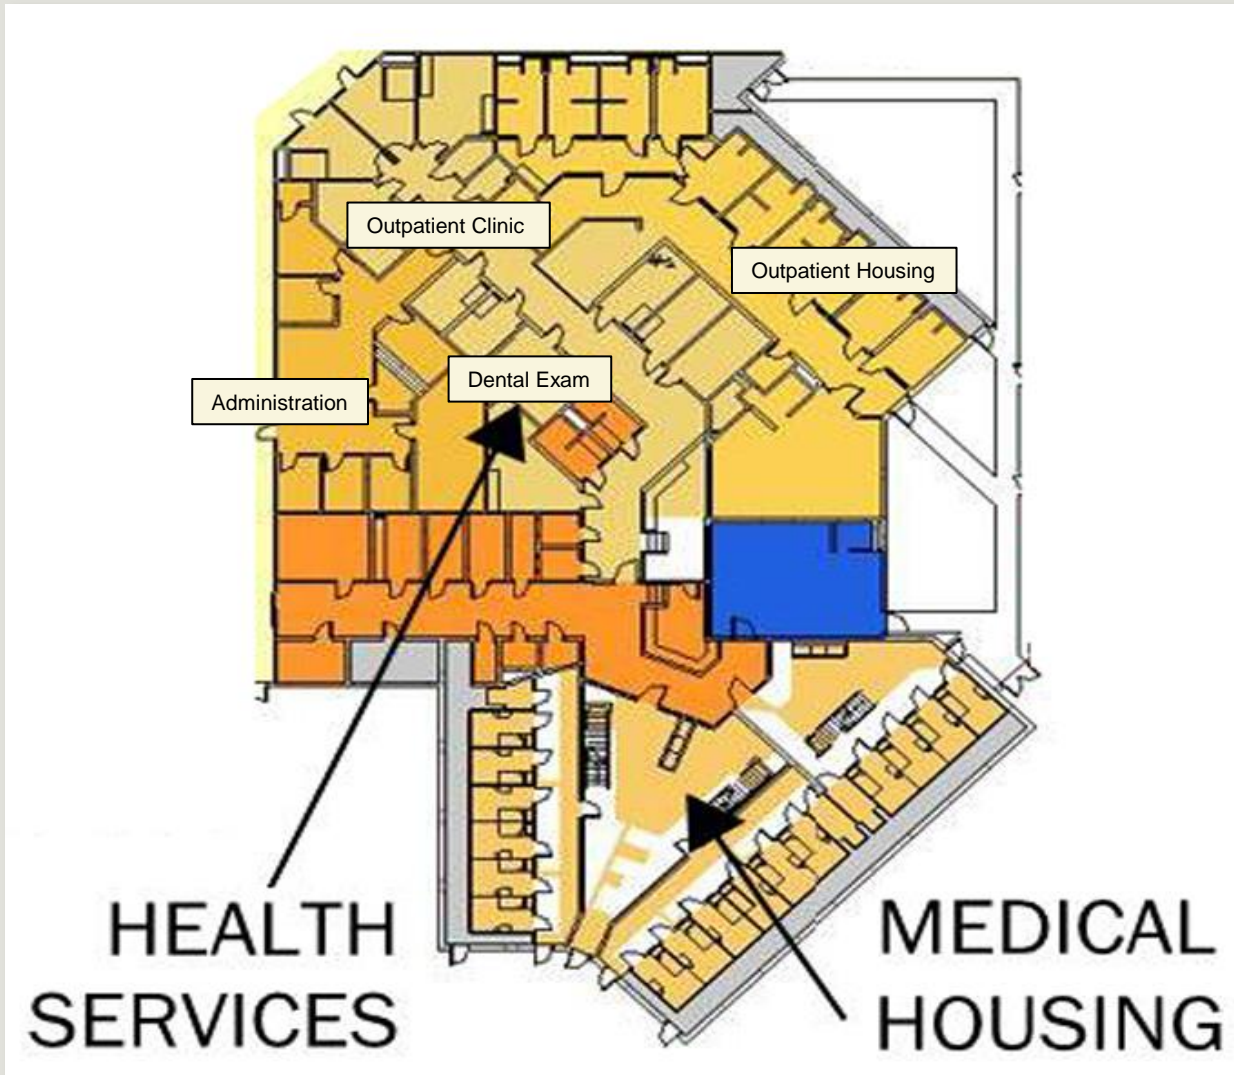 Outpatient Clinic
Outpatient Housing
Dental Exam
Administration
HEALTH
SERVICES
MEDICAL
HOUSING